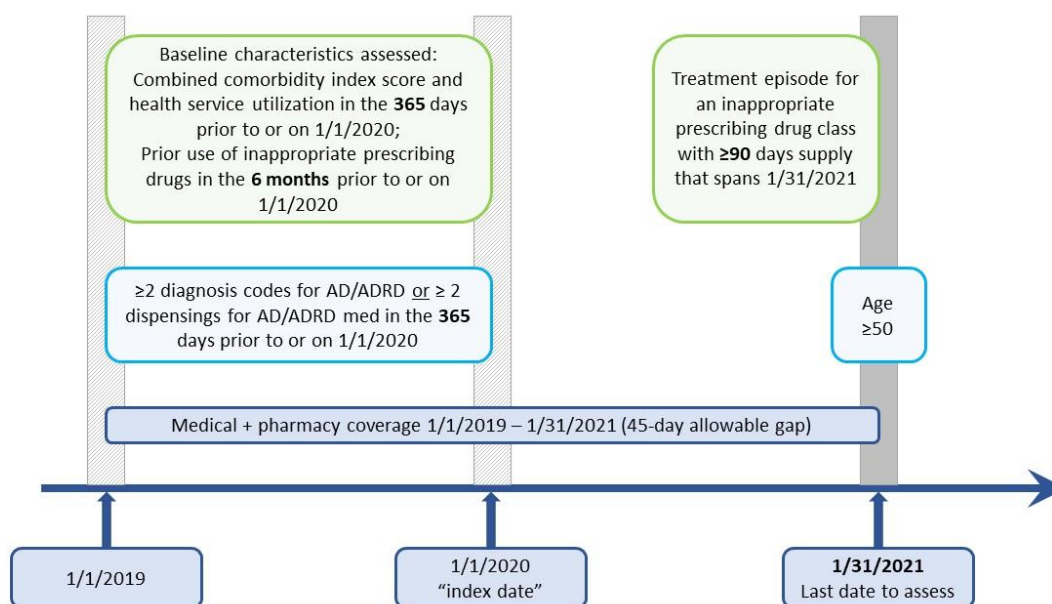 Baseline characteristics assessed:
Combined comorbidity index score and
health service utilization in the 365 days
prior to or on 1/1/2020;
Prior use of inappropriate prescribing
drugs in the 6 months prior to or on
1/1/2020
Treatment episode for
an inappropriate
prescribing drug class
with ≥90 days supply
that spans 1/31/2021
≥2 diagnosis codes for AD/ADRD or ≥ 2
dispensings for AD/ADRD med in the 365
days prior to or on 1/1/2020
Age
≥50
Medical + pharmacy coverage 1/1/2019 – 1/31/2021 (45-day allowable gap)
1/1/2019
1/1/2020
“index date”
1/31/2021
Last date to assess